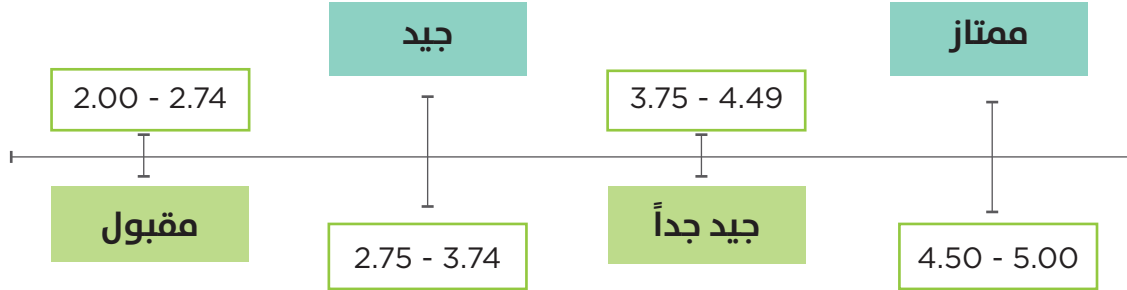 جيد
ممتاز
2.00 - 2.74
3.75 - 4.49
مقبول
جيد جداً
2.75 - 3.74
4.50 - 5.00